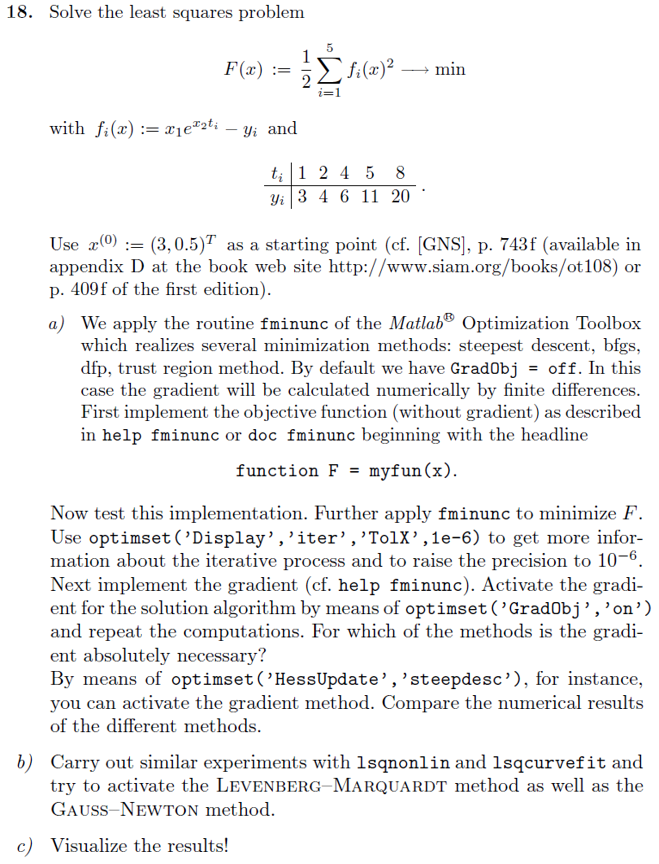 18. Solve the least squares problem
F(x) := 1/2 ∑_{i=1}^{5} f_i(x)² ⟶ min
with f_i(x) := x_1 e^{x_2 t_i} − y_i and
t_i | 1 2 4 5 8
y_i | 3 4 6 11 20 .
Use x^{(0)} := (3, 0.5)^T as a starting point (cf. [GNS], p. 743 f (available in
appendix D at the book web site http://www.siam.org/books/ot108) or
p. 409 f of the first edition).
a) We apply the routine fminunc of the Matlab® Optimization Toolbox
which realizes several minimization methods: steepest descent, bfgs,
dfp, trust region method. By default we have GradObj = off. In this
case the gradient will be calculated numerically by finite differences.
First implement the objective function (without gradient) as described
in help fminunc or doc fminunc beginning with the headline
function F = myfun(x).
Now test this implementation. Further apply fminunc to minimize F.
Use optimset('Display','iter','TolX',1e-6) to get more infor-
mation about the iterative process and to raise the precision to 10^{−6}.
Next implement the gradient (cf. help fminunc). Activate the gradi-
ent for the solution algorithm by means of optimset('GradObj','on')
and repeat the computations. For which of the methods is the gradi-
ent absolutely necessary?
By means of optimset('HessUpdate','steepdesc'), for instance,
you can activate the gradient method. Compare the numerical results
of the different methods.
b) Carry out similar experiments with lsqnonlin and lsqcurvefit and
try to activate the LEVENBERG–MARQUARDT method as well as the
GAUSS–NEWTON method.
c) Visualize the results!